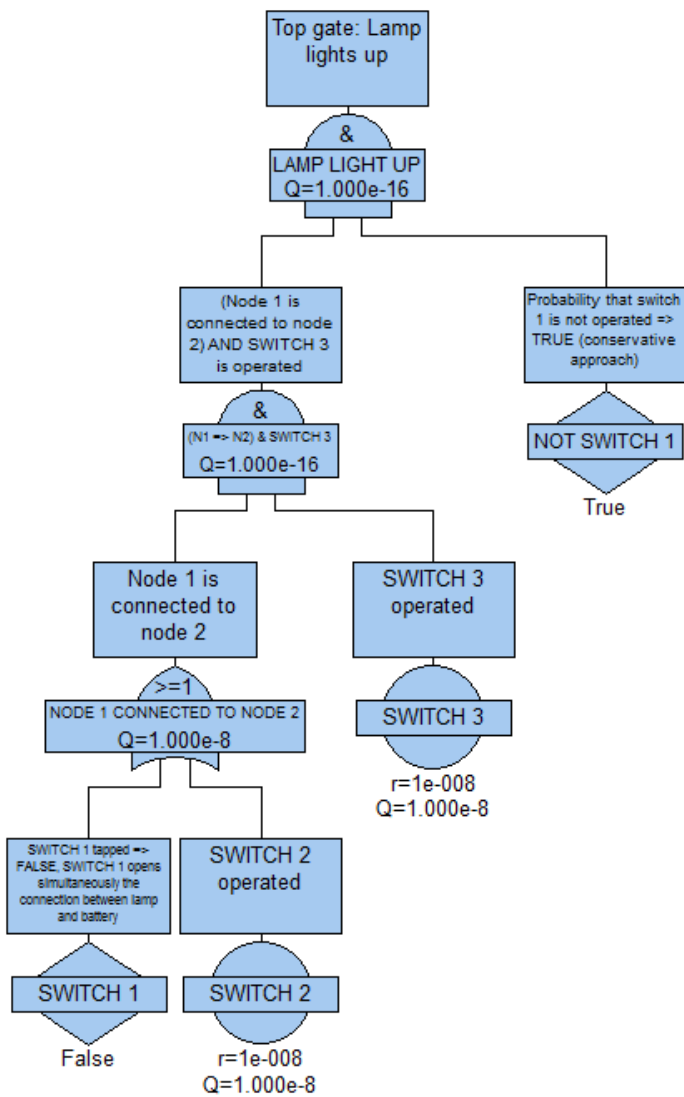 Top gate: Lamp
lights up
&
LAMP LIGHT UP
Q=1.000e-16
(Node 1 is
connected to node
2) AND SWITCH 3
is operated
Probability that switch
1 is not operated =>
TRUE (conservative
approach)
&
(N1 => N2) & SWITCH 3
Q=1.000e-16
NOT SWITCH 1
True
Node 1 is
connected to
node 2
SWITCH 3
operated
>=1
NODE 1 CONNECTED TO NODE 2
Q=1.000e-8
SWITCH 3
r=1e-008
Q=1.000e-8
SWITCH 1 tapped =>
FALSE, SWITCH 1 opens
simultaneously the
connection between lamp
and battery
SWITCH 2
operated
SWITCH 1
False
SWITCH 2
r=1e-008
Q=1.000e-8